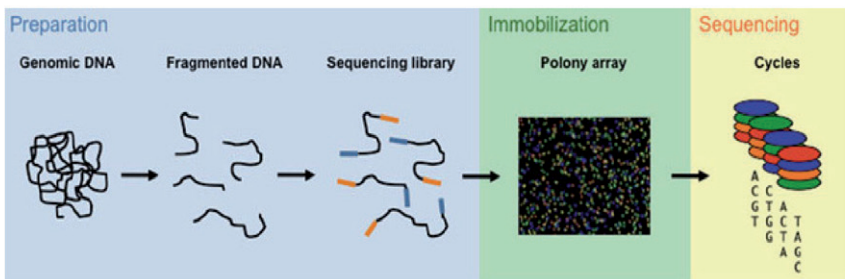 Preparation
Immobilization
Sequencing
Genomic DNA
Fragmented DNA
Sequencing library
Polony array
Cycles
A
C
G
T
C
T
G
G
A
C
T
A
T
A
G
C